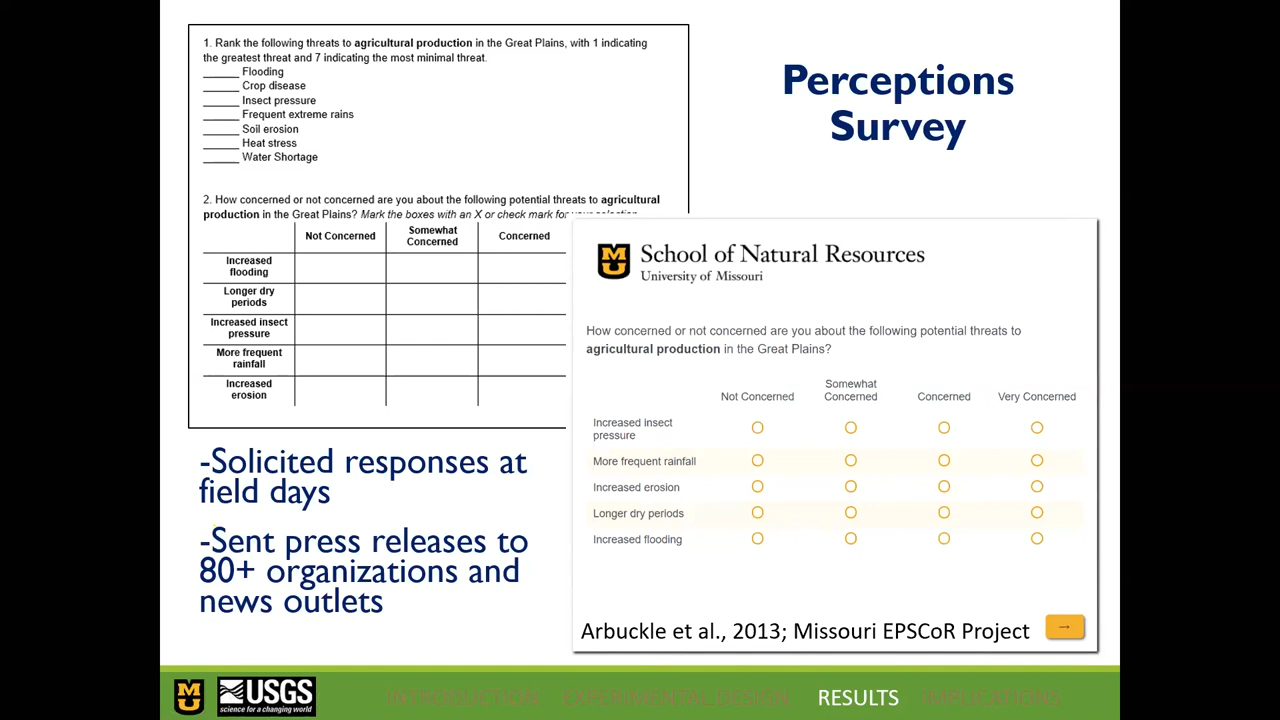 1. Rank the following threats to agricultural production in the Great Plains, with 1 indicating
the greatest threat and 7 indicating the most minimal threat.
______ Flooding
______ Crop disease
______ Insect pressure
______ Frequent extreme rains
______ Soil erosion
______ Heat stress
______ Water Shortage
Perceptions
Survey
2. How concerned or not concerned are you about the following potential threats to agricultural
production in the Great Plains? Mark the boxes with an X or check mark for your selection
Not Concerned
Somewhat
Concerned
Concerned
Increased
flooding
Longer dry
periods
Increased insect
pressure
More frequent
rainfall
Increased
erosion
MU
School of Natural Resources
University of Missouri
How concerned or not concerned are you about the following potential threats to
agricultural production in the Great Plains?
Not Concerned
Somewhat
Concerned
Concerned
Very Concerned
Increased insect
pressure
More frequent rainfall
Increased erosion
Longer dry periods
Increased flooding
→
-Solicited responses at
field days
-Sent press releases to
80+ organizations and
news outlets
Arbuckle et al., 2013; Missouri EPSCoR Project
MU
USGS
science for a changing world
INTRODUCTION EXPERIMENTAL DESIGN RESULTS IMPLICATIONS